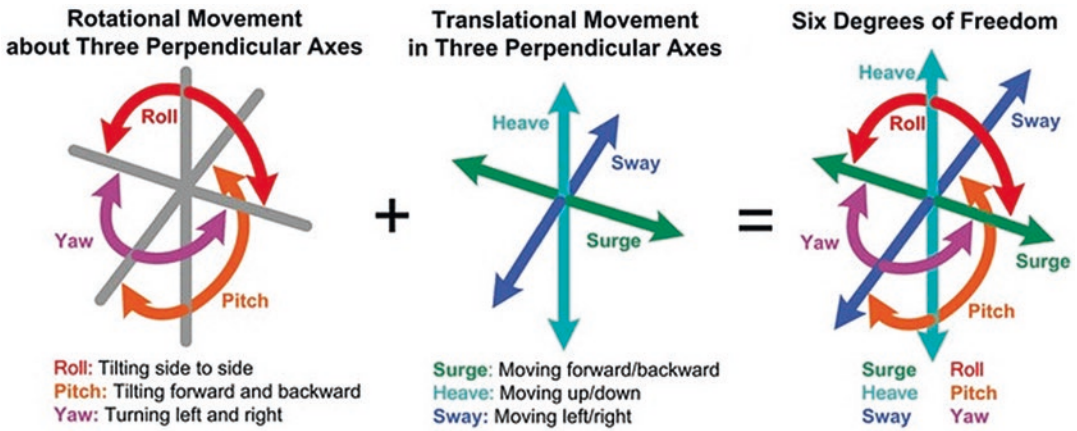 Rotational Movement
about Three Perpendicular Axes
Roll
Yaw
Pitch
Roll: Tilting side to side
Pitch: Tilting forward and backward
Yaw: Turning left and right
+
Translational Movement
in Three Perpendicular Axes
Heave
Sway
Surge
Surge: Moving forward/backward
Heave: Moving up/down
Sway: Moving left/right
=
Six Degrees of Freedom
Heave
Sway
Roll
Yaw
Surge
Pitch
Surge Roll
Heave Pitch
Sway Yaw